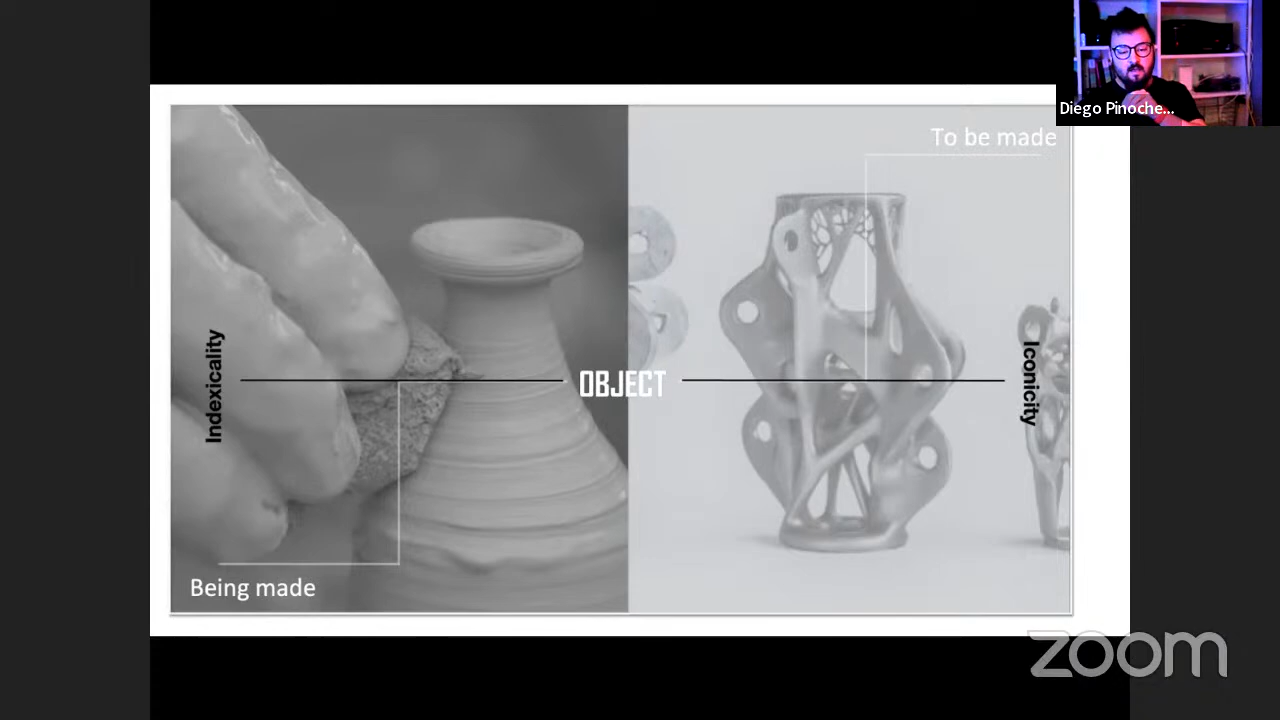 Diego Pinoche...
To be made
Indexicality
OBJECT
Iconicity
Being made
zoom